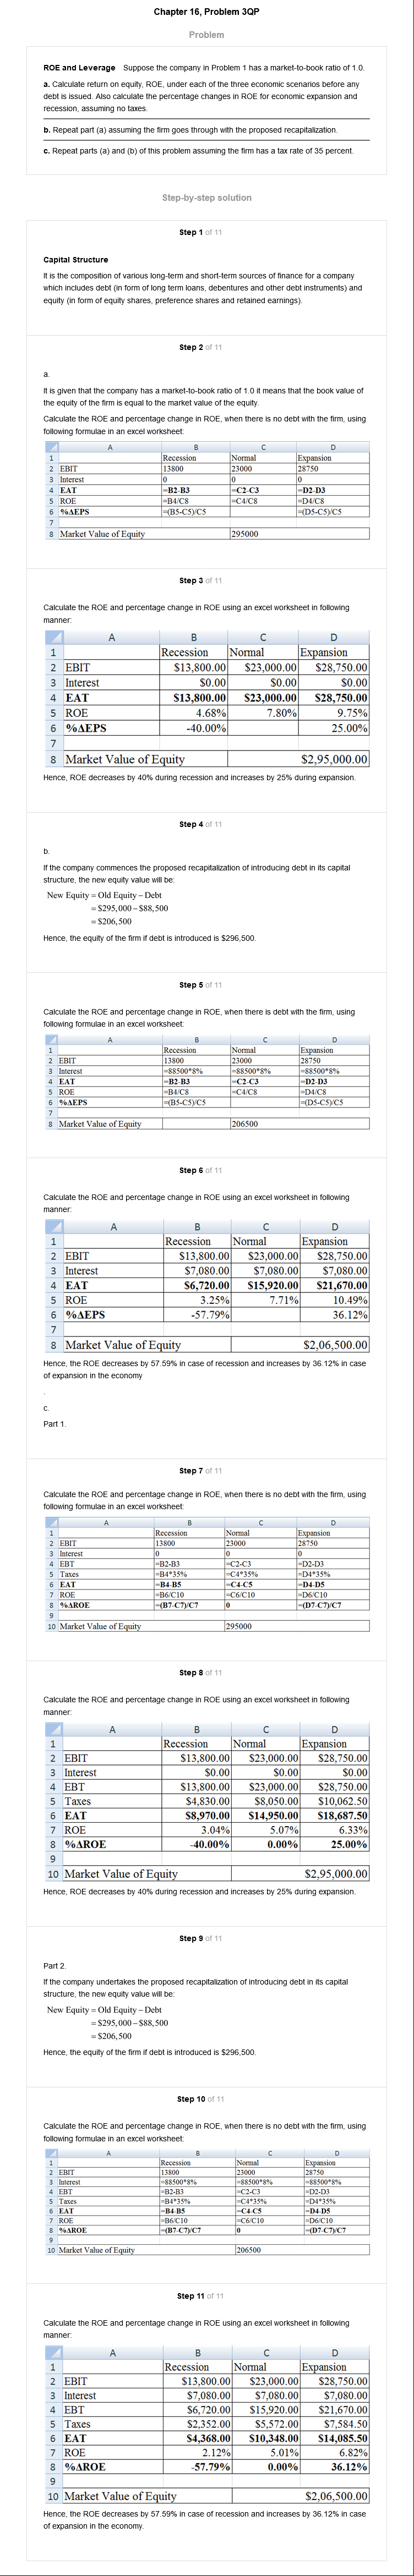 Chapter 16, Problem 3QP
Problem
ROE and Leverage Suppose the company in Problem 1 has a market-to-book ratio of 1.0.
a. Calculate return on equity, ROE, under each of the three economic scenarios before any
debt is issued. Also calculate the percentage changes in ROE for economic expansion and
recession, assuming no taxes.
b. Repeat part (a) assuming the firm goes through with the proposed recapitalization.
c. Repeat parts (a) and (b) of this problem assuming the firm has a tax rate of 35 percent.
Step-by-step solution
Step 1 of 11
Capital Structure
It is the composition of various long-term and short-term sources of finance for a company
which includes debt (in form of long term loans, debentures and other debt instruments) and
equity (in form of equity shares, preference shares and retained earnings).
Step 2 of 11
a.
It is given that the company has a market-to-book ratio of 1.0 it means that the book value of
the equity of the firm is equal to the market value of the equity.
Calculate the ROE and percentage change in ROE, when there is no debt with the firm, using
following formulae in an excel worksheet:
A B C D
1 Recession Normal Expansion
2 EBIT 13800 23000 28750
3 Interest 0 0 0
4 EAT =B2-B3 =C2-C3 =D2-D3
5 ROE =B4/C8 =C4/C8 =D4/C8
6 %ΔEPS =(B5-C5)/C5 =(D5-C5)/C5
7
8 Market Value of Equity 295000
Step 3 of 11
Calculate the ROE and percentage change in ROE using an excel worksheet in following
manner:
A B C D
1 Recession Normal Expansion
2 EBIT $13,800.00 $23,000.00 $28,750.00
3 Interest $0.00 $0.00 $0.00
4 EAT $13,800.00 $23,000.00 $28,750.00
5 ROE 4.68% 7.80% 9.75%
6 %ΔEPS -40.00% 25.00%
7
8 Market Value of Equity $2,95,000.00
Hence, ROE decreases by 40% during recession and increases by 25% during expansion.
Step 4 of 11
b.
If the company commences the proposed recapitalization of introducing debt in its capital
structure, the new equity value will be:
New Equity = Old Equity – Debt
= $295,000 – $88,500
= $206,500
Hence, the equity of the firm if debt is introduced is $296,500.
Step 5 of 11
Calculate the ROE and percentage change in ROE, when there is debt with the firm, using
following formulae in an excel worksheet:
A B C D
1 Recession Normal Expansion
2 EBIT 13800 23000 28750
3 Interest =88500*8% =88500*8% =88500*8%
4 EAT =B2-B3 =C2-C3 =D2-D3
5 ROE =B4/C8 =C4/C8 =D4/C8
6 %ΔEPS =(B5-C5)/C5 =(D5-C5)/C5
7
8 Market Value of Equity 206500
Step 6 of 11
Calculate the ROE and percentage change in ROE using an excel worksheet in following
manner:
A B C D
1 Recession Normal Expansion
2 EBIT $13,800.00 $23,000.00 $28,750.00
3 Interest $7,080.00 $7,080.00 $7,080.00
4 EAT $6,720.00 $15,920.00 $21,670.00
5 ROE 3.25% 7.71% 10.49%
6 %ΔEPS -57.79% 36.12%
7
8 Market Value of Equity $2,06,500.00
Hence, the ROE decreases by 57.59% in case of recession and increases by 36.12% in case
of expansion in the economy
.
c.
Part 1.
Step 7 of 11
Calculate the ROE and percentage change in ROE, when there is no debt with the firm, using
following formulae in an excel worksheet:
A B C D
1 Recession Normal Expansion
2 EBIT 13800 23000 28750
3 Interest 0 0 0
4 EBT =B2-B3 =C2-C3 =D2-D3
5 Taxes =B4*35% =C4*35% =D4*35%
6 EAT =B4-B5 =C4-C5 =D4-D5
7 ROE =B6/C10 =C6/C10 =D6/C10
8 %ΔROE =(B7-C7)/C7 0 =(D7-C7)/C7
9
10 Market Value of Equity 295000
Step 8 of 11
Calculate the ROE and percentage change in ROE using an excel worksheet in following
manner:
A B C D
1 Recession Normal Expansion
2 EBIT $13,800.00 $23,000.00 $28,750.00
3 Interest $0.00 $0.00 $0.00
4 EBT $13,800.00 $23,000.00 $28,750.00
5 Taxes $4,830.00 $8,050.00 $10,062.50
6 EAT $8,970.00 $14,950.00 $18,687.50
7 ROE 3.04% 5.07% 6.33%
8 %ΔROE -40.00% 0.00% 25.00%
9
10 Market Value of Equity $2,95,000.00
Hence, ROE decreases by 40% during recession and increases by 25% during expansion.
Step 9 of 11
Part 2.
If the company undertakes the proposed recapitalization of introducing debt in its capital
structure, the new equity value will be:
New Equity = Old Equity – Debt
= $295,000 – $88,500
= $206,500
Hence, the equity of the firm if debt is introduced is $296,500.
Step 10 of 11
Calculate the ROE and percentage change in ROE, when there is no debt with the firm, using
following formulae in an excel worksheet:
A B C D
1 Recession Normal Expansion
2 EBIT 13800 23000 28750
3 Interest =88500*8% =88500*8% =88500*8%
4 EBT =B2-B3 =C2-C3 =D2-D3
5 Taxes =B4*35% =C4*35% =D4*35%
6 EAT =B4-B5 =C4-C5 =D4-D5
7 ROE =B6/C10 =C6/C10 =D6/C10
8 %ΔROE =(B7-C7)/C7 0 =(D7-C7)/C7
9
10 Market Value of Equity 206500
Step 11 of 11
Calculate the ROE and percentage change in ROE using an excel worksheet in following
manner:
A B C D
1 Recession Normal Expansion
2 EBIT $13,800.00 $23,000.00 $28,750.00
3 Interest $7,080.00 $7,080.00 $7,080.00
4 EBT $6,720.00 $15,920.00 $21,670.00
5 Taxes $2,352.00 $5,572.00 $7,584.50
6 EAT $4,368.00 $10,348.00 $14,085.50
7 ROE 2.12% 5.01% 6.82%
8 %ΔROE -57.79% 0.00% 36.12%
9
10 Market Value of Equity $2,06,500.00
Hence, the ROE decreases by 57.59% in case of recession and increases by 36.12% in case
of expansion in the economy.